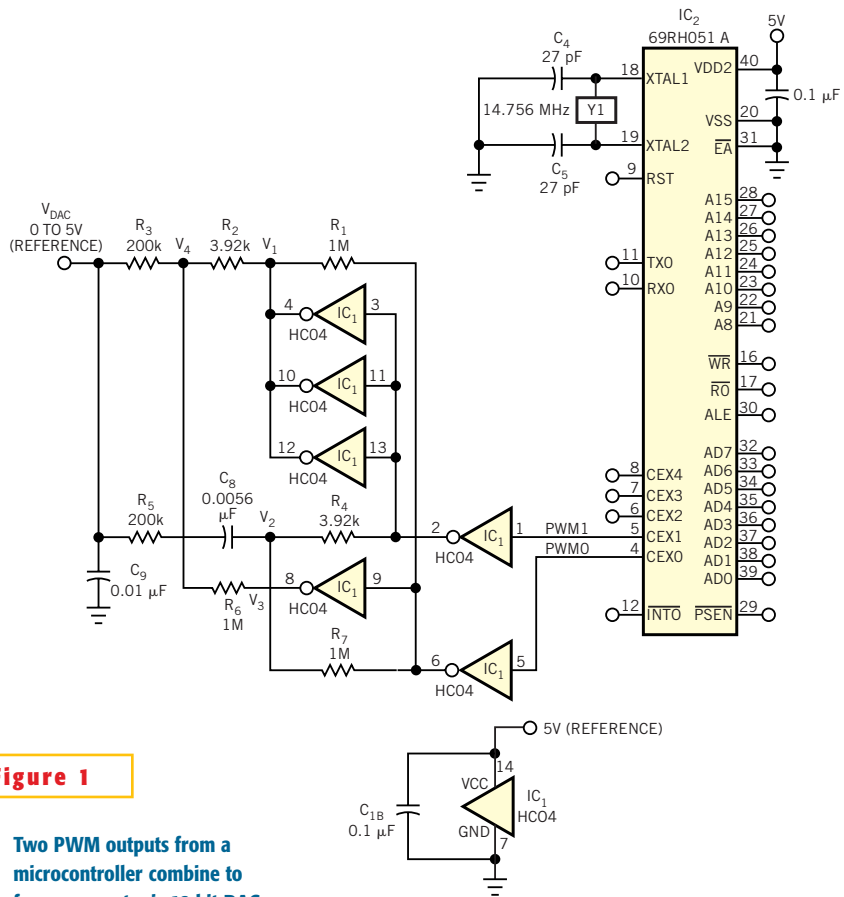 IC2
69RH051 A
5V
C4
27 pF
18
XTAL1
VDD2
40
0.1 µF
14.756 MHz
Y1
VSS
20
19
XTAL2
EA
31
C5
27 pF
9
RST
A15
28
A14
27
A13
26
A12
25
A11
24
A10
23
A9
22
A8
21
11
TX0
10
RX0
WR
16
RO
17
ALE
30
VDAC
0 TO 5V
(REFERENCE)
R3
200k
V4
R2
3.92k
V1
R1
1M
4
IC1
3
HC04
10
IC1
11
HC04
12
IC1
13
HC04
AD7
32
AD6
33
AD5
34
AD4
35
AD3
36
AD2
37
AD1
38
AD0
39
8
CEX4
7
CEX3
6
CEX2
5
CEX1
4
CEX0
12
INTO
PSEN
29
C8
0.0056
µF
R5
200k
V2
R4
3.92k
2
IC1
1
PWM1
HC04
PWM0
C9
0.01 µF
R6
1M
V3
8
IC1
9
HC04
R7
1M
6
IC1
5
HC04
5V (REFERENCE)
14
VCC
IC1
HC04
C1B
0.1 µF
GND
7
Figure 1
Two PWM outputs from a
microcontroller combine to